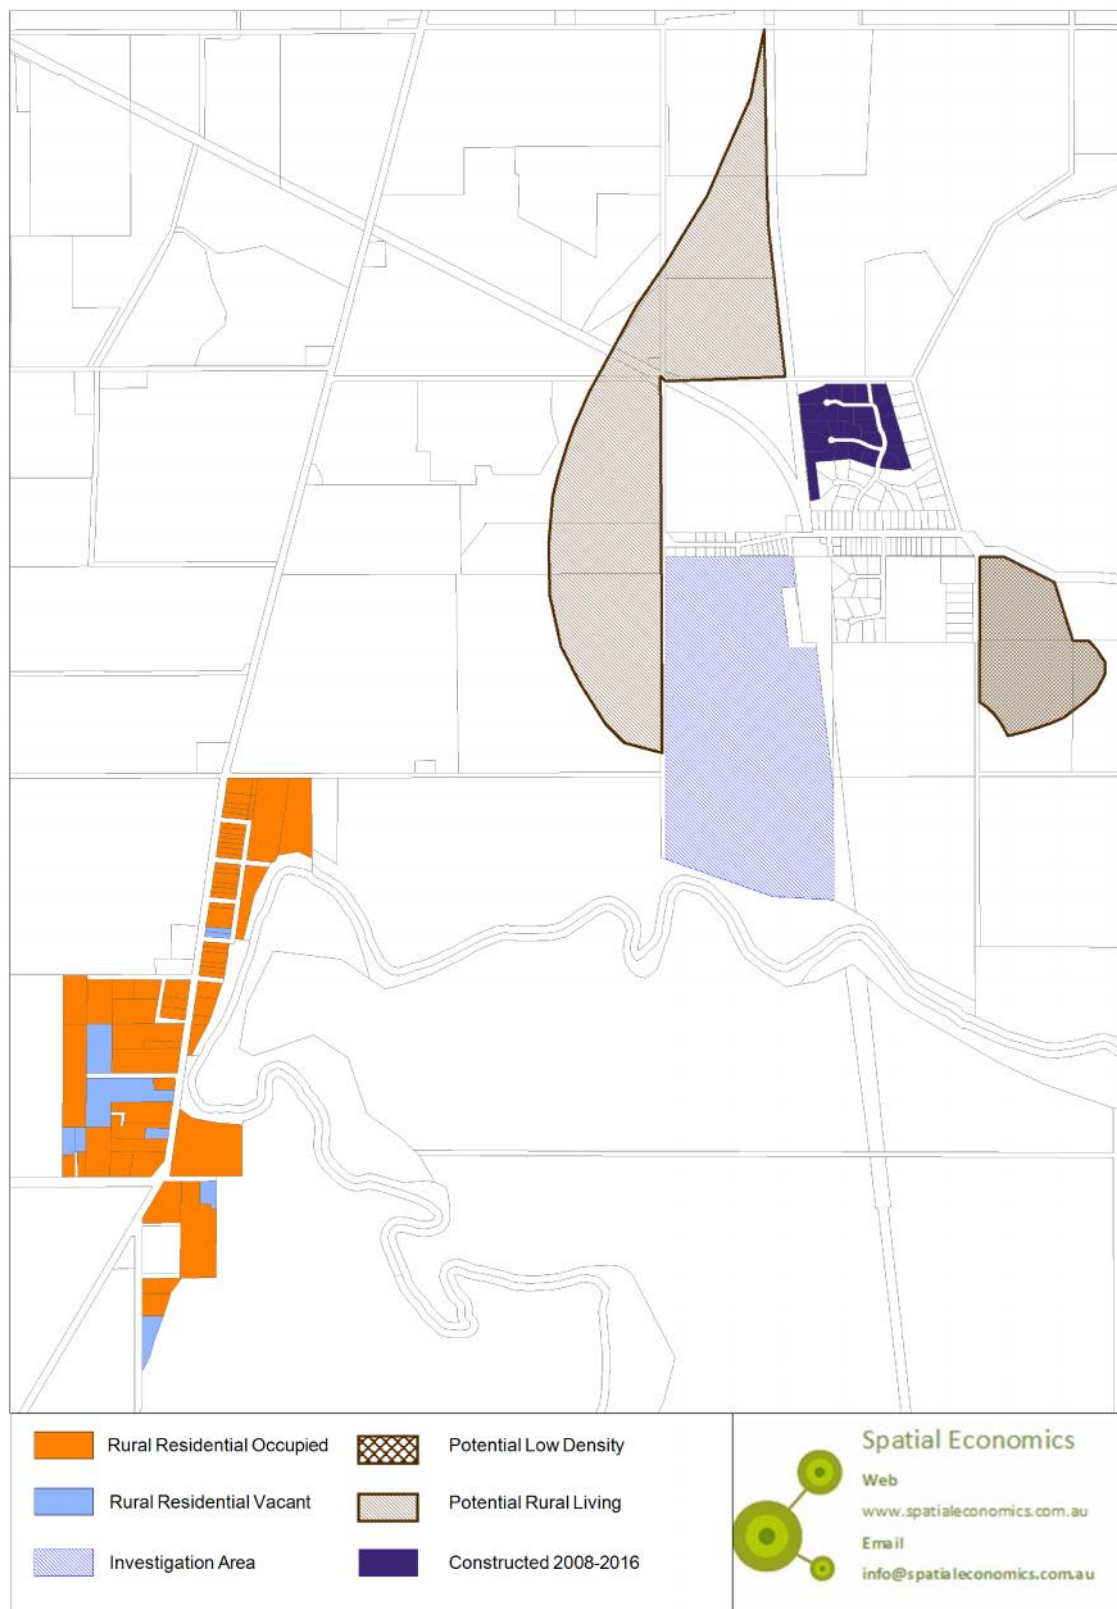 Rural Residential Occupied
Potential Low Density
Rural Residential Vacant
Potential Rural Living
Investigation Area
Constructed 2008-2016
Spatial Economics
Web
www.spatialeconomics.com.au
Email
info@spatialeconomics.com.au